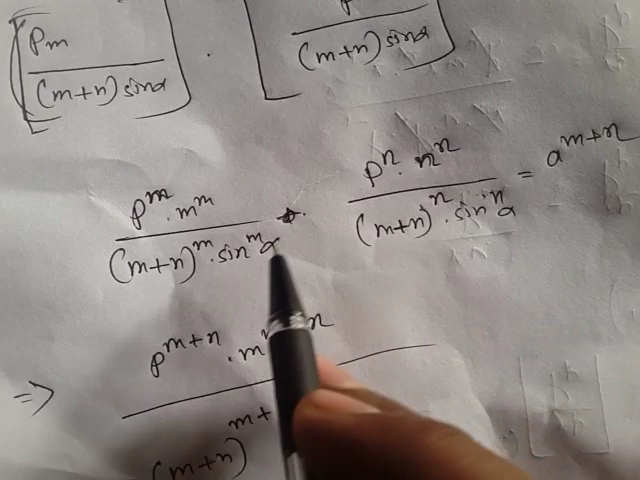 [Pm / (m+n) sinα] . [P / (m+n) sinα]
P^m . m^m / (m+n)^m . sin^m α . P^n . n^n / (m+n)^n . sin^n α = a^(m+n)
=> P^(m+n) . m^m n / (m+n)^(m+